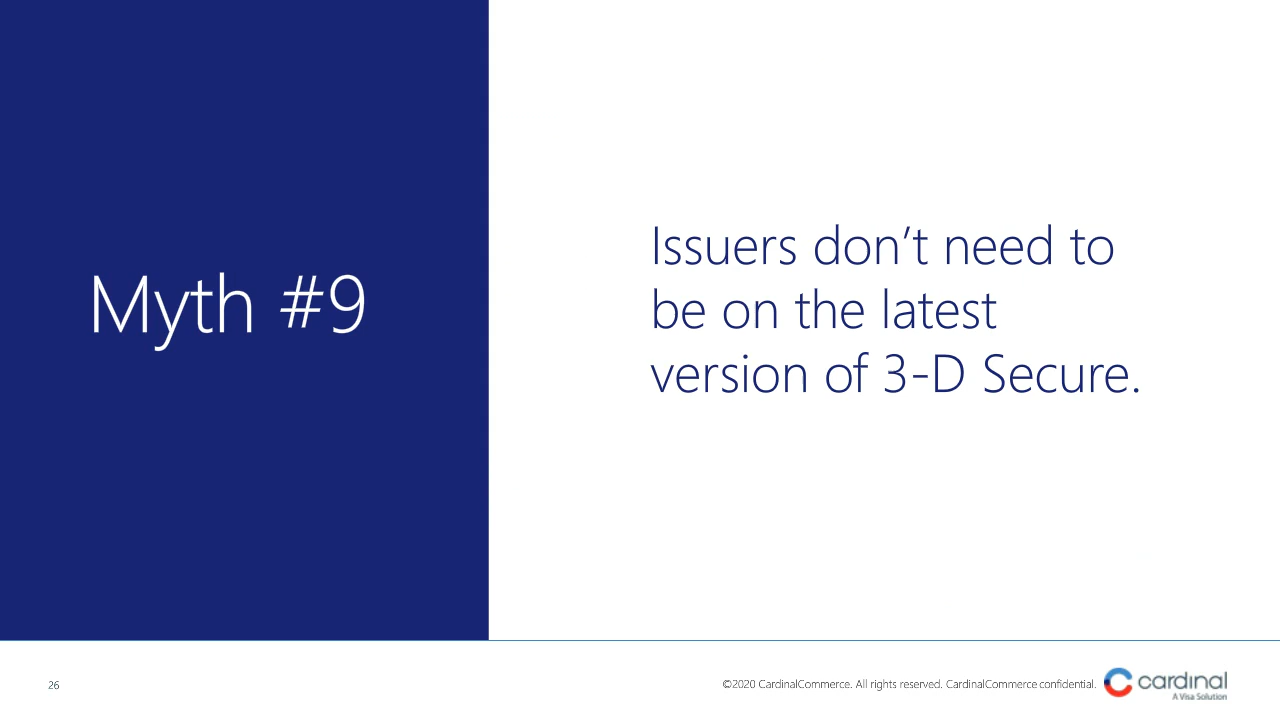 Myth #9
Issuers don’t need to
be on the latest
version of 3-D Secure.
26
©2020 CardinalCommerce. All rights reserved. CardinalCommerce confidential.
cardinal
A Visa Solution